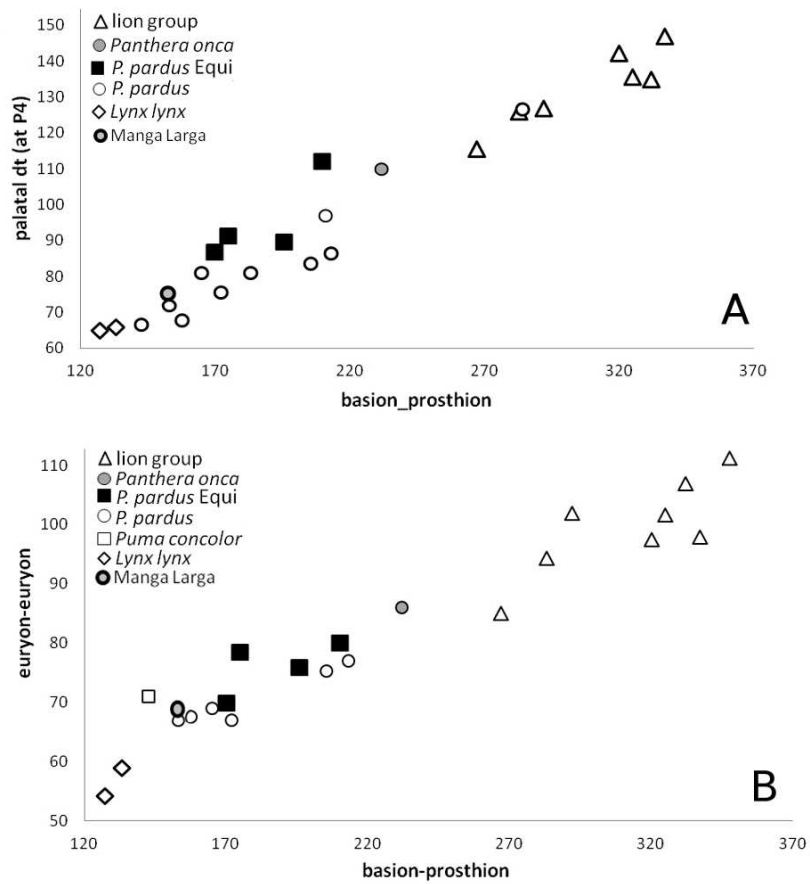 150
140
130
120
110
100
90
80
70
60
palatal dt (at P4)
lion group
Panthera onca
P. pardus Equi
P. pardus
Lynx lynx
Manga Larga
A
120 170 220 270 320 370
basion_prosthion
110
100
90
80
70
60
50
euryon-euryon
lion group
Panthera onca
P. pardus Equi
P. pardus
Puma concolor
Lynx lynx
Manga Larga
B
120 170 220 270 320 370
basion-prosthion